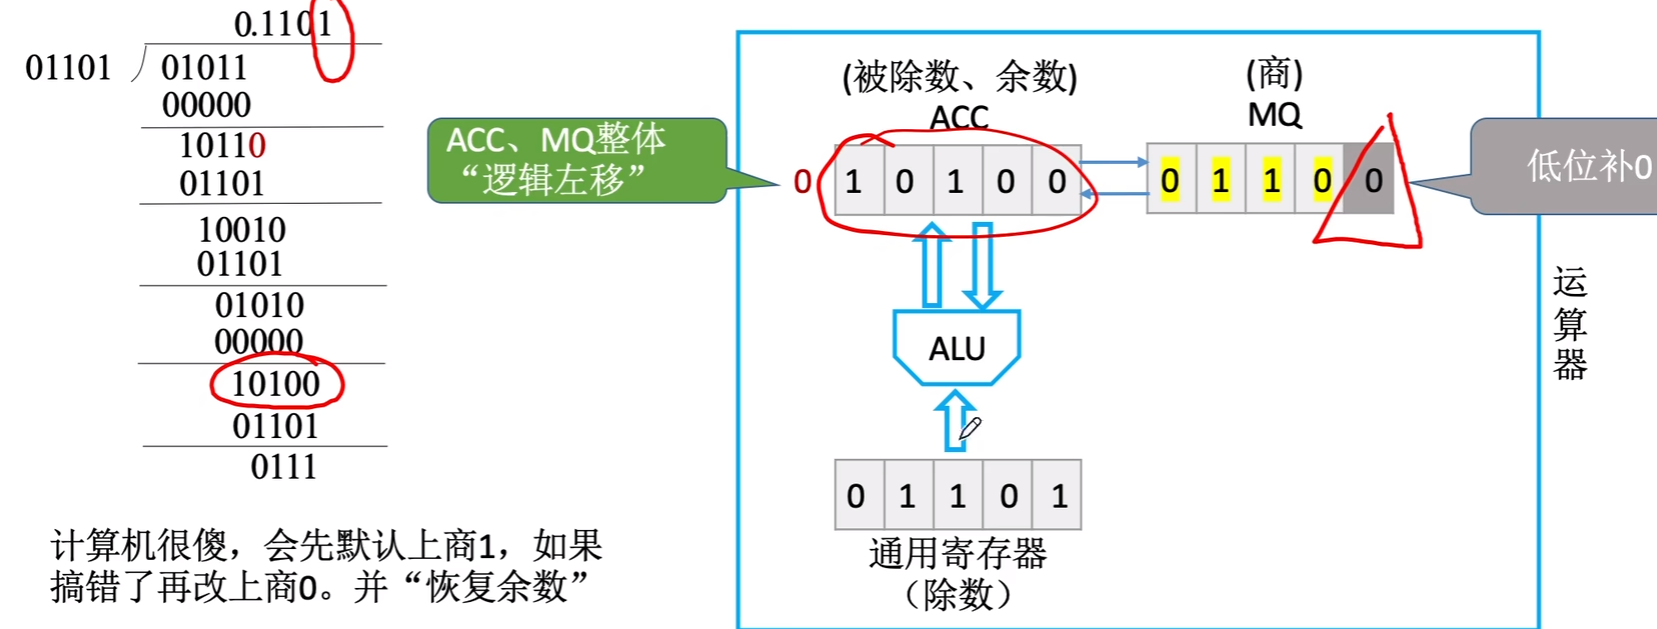 0.1101
01101
01011
00000
10110
01101
10010
01101
01010
00000
10100
01101
0111
计算机很傻，会先默认上商1，如果
搞错了再改上商0。并“恢复余数”
ACC、MQ整体
“逻辑左移”
(被除数、余数)
ACC
0 1 0 1 0 0
(商)
MQ
0 1 1 0 0
低位补0
ALU
0 1 1 0 1
通用寄存器
（除数）
运算器